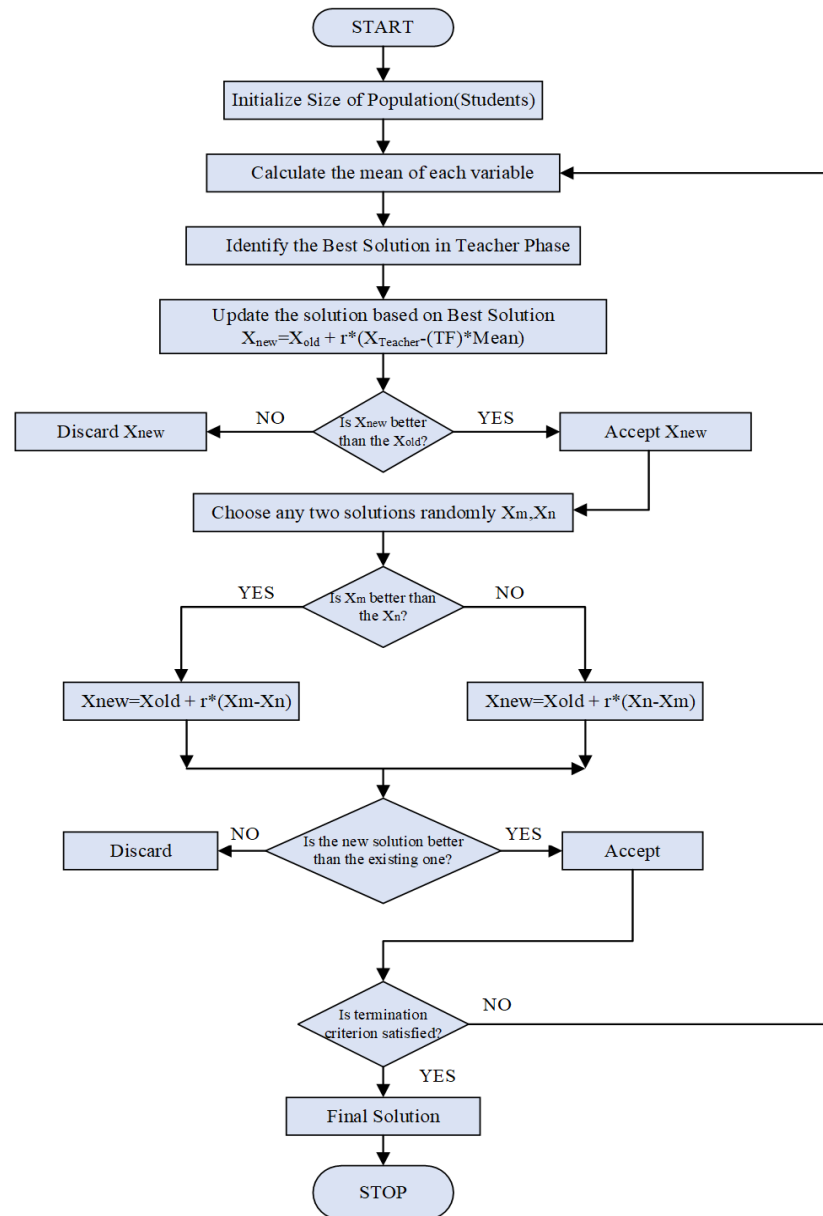 START
Initialize Size of Population(Students)
Calculate the mean of each variable
Identify the Best Solution in Teacher Phase
Update the solution based on Best Solution
Xnew=Xold + r*(XTeacher-(TF)*Mean)
Is Xnew better
than the Xold?
NO
YES
Discard Xnew
Accept Xnew
Choose any two solutions randomly Xm,Xn
Is Xm better than
the Xn?
YES
NO
Xnew=Xold + r*(Xm-Xn)
Xnew=Xold + r*(Xn-Xm)
Is the new solution better
than the existing one?
NO
YES
Discard
Accept
Is termination
criterion satisfied?
NO
YES
Final Solution
STOP